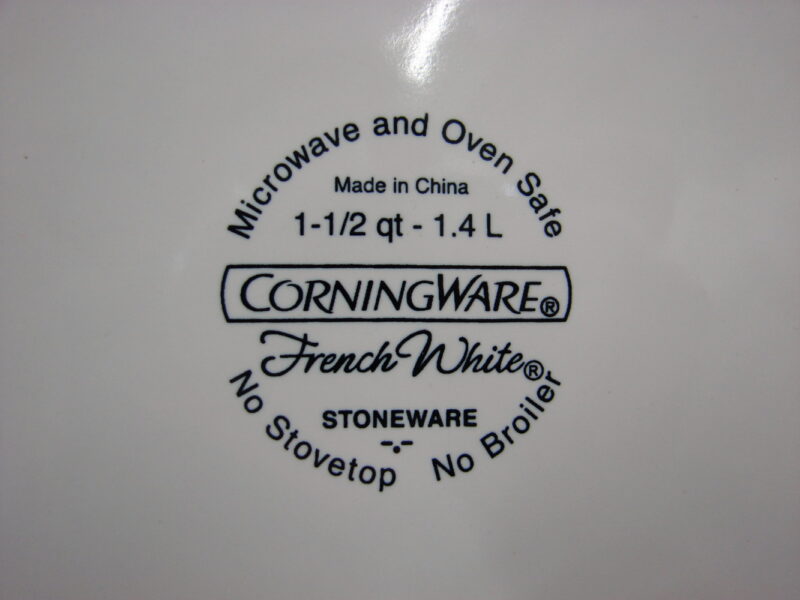 Microwave and Oven Safe
Made in China
1-1/2 qt - 1.4 L
CORNINGWARE®
French White®
STONEWARE
No Stovetop No Broiler